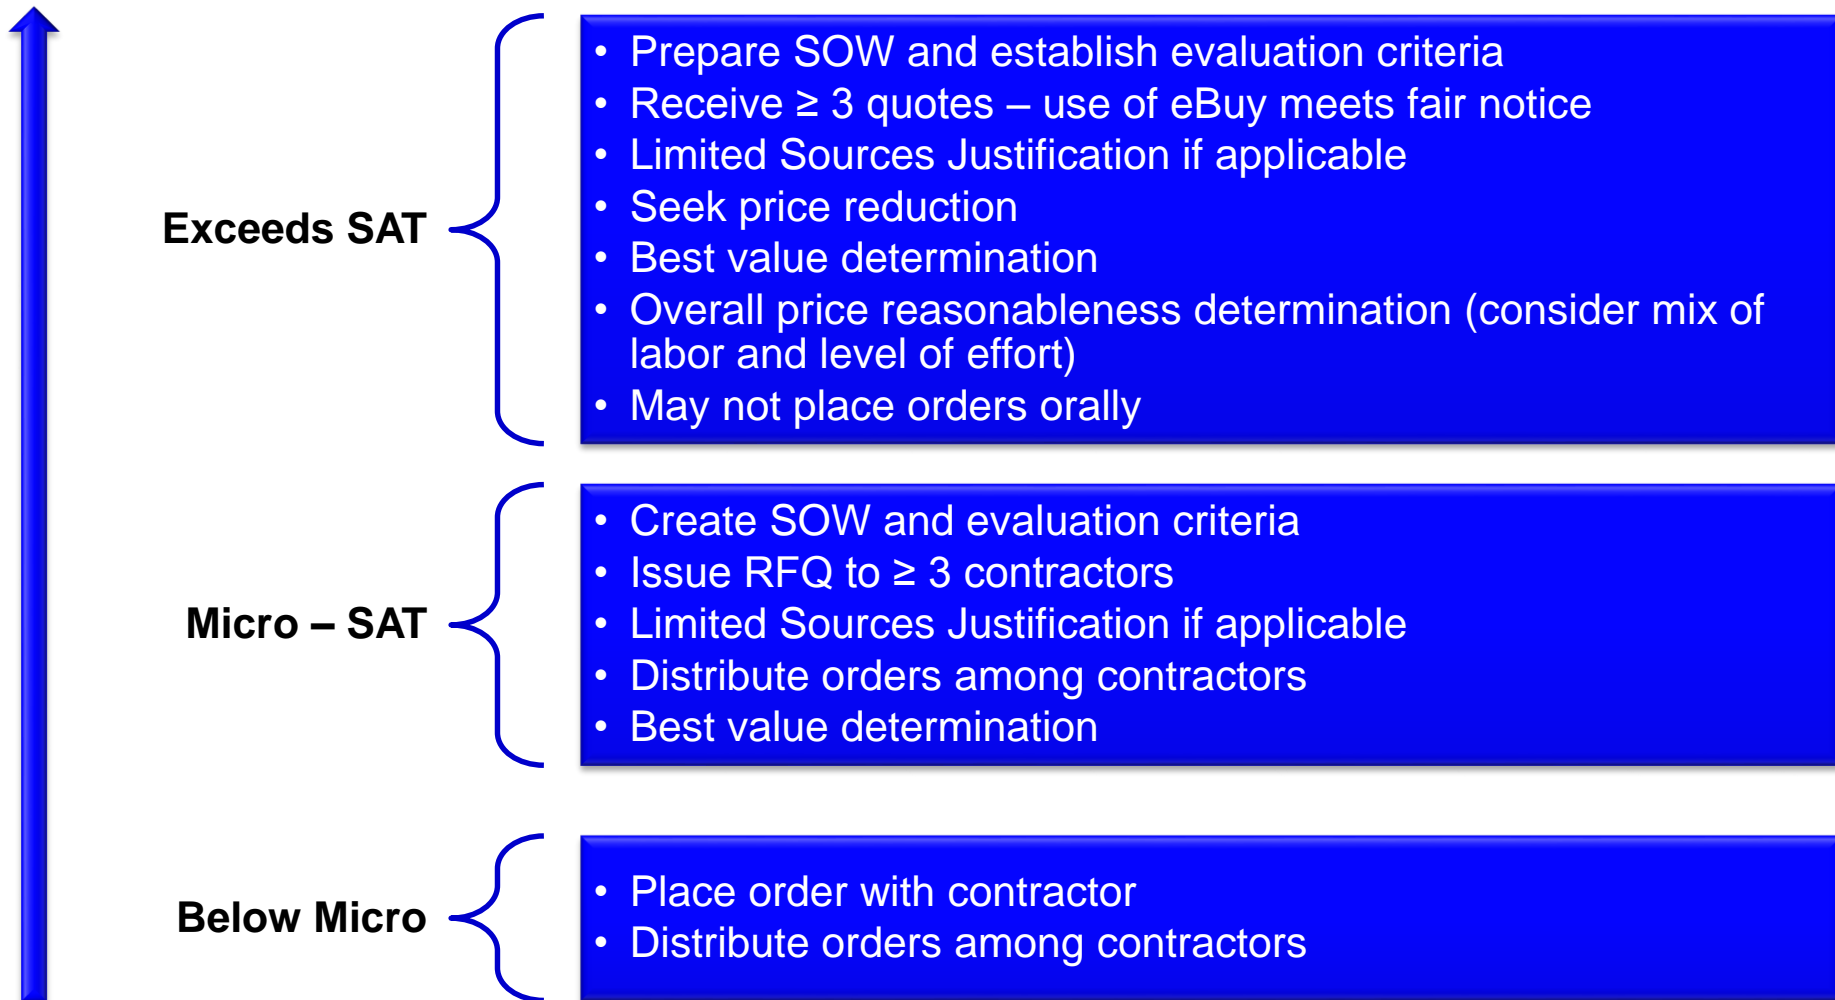 Exceeds SAT
• Prepare SOW and establish evaluation criteria
• Receive ≥ 3 quotes – use of eBuy meets fair notice
• Limited Sources Justification if applicable
• Seek price reduction
• Best value determination
• Overall price reasonableness determination (consider mix of
labor and level of effort)
• May not place orders orally
Micro – SAT
• Create SOW and evaluation criteria
• Issue RFQ to ≥ 3 contractors
• Limited Sources Justification if applicable
• Distribute orders among contractors
• Best value determination
Below Micro
• Place order with contractor
• Distribute orders among contractors